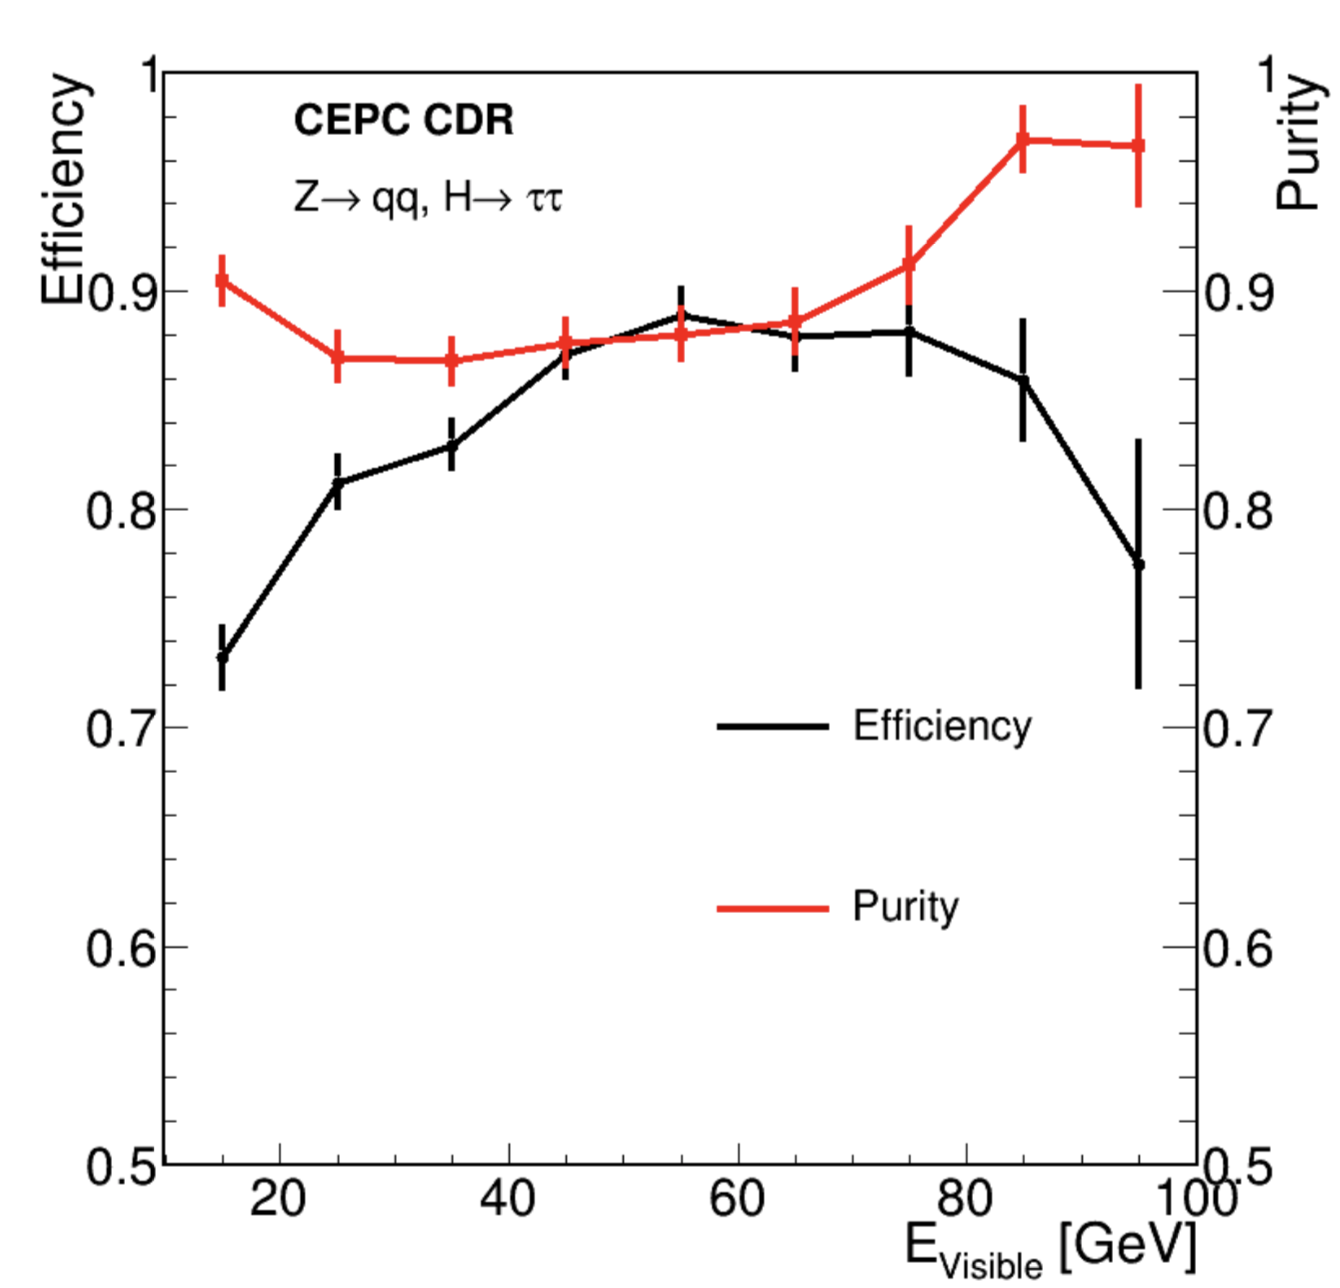 Efficiency
Purity
CEPC CDR
Z→ qq, H→ ττ
1
0.9
0.8
0.7
0.6
0.5
1
0.9
0.8
0.7
0.6
0.5
Efficiency
Purity
20 40 60 80 100
E_Visible [GeV]